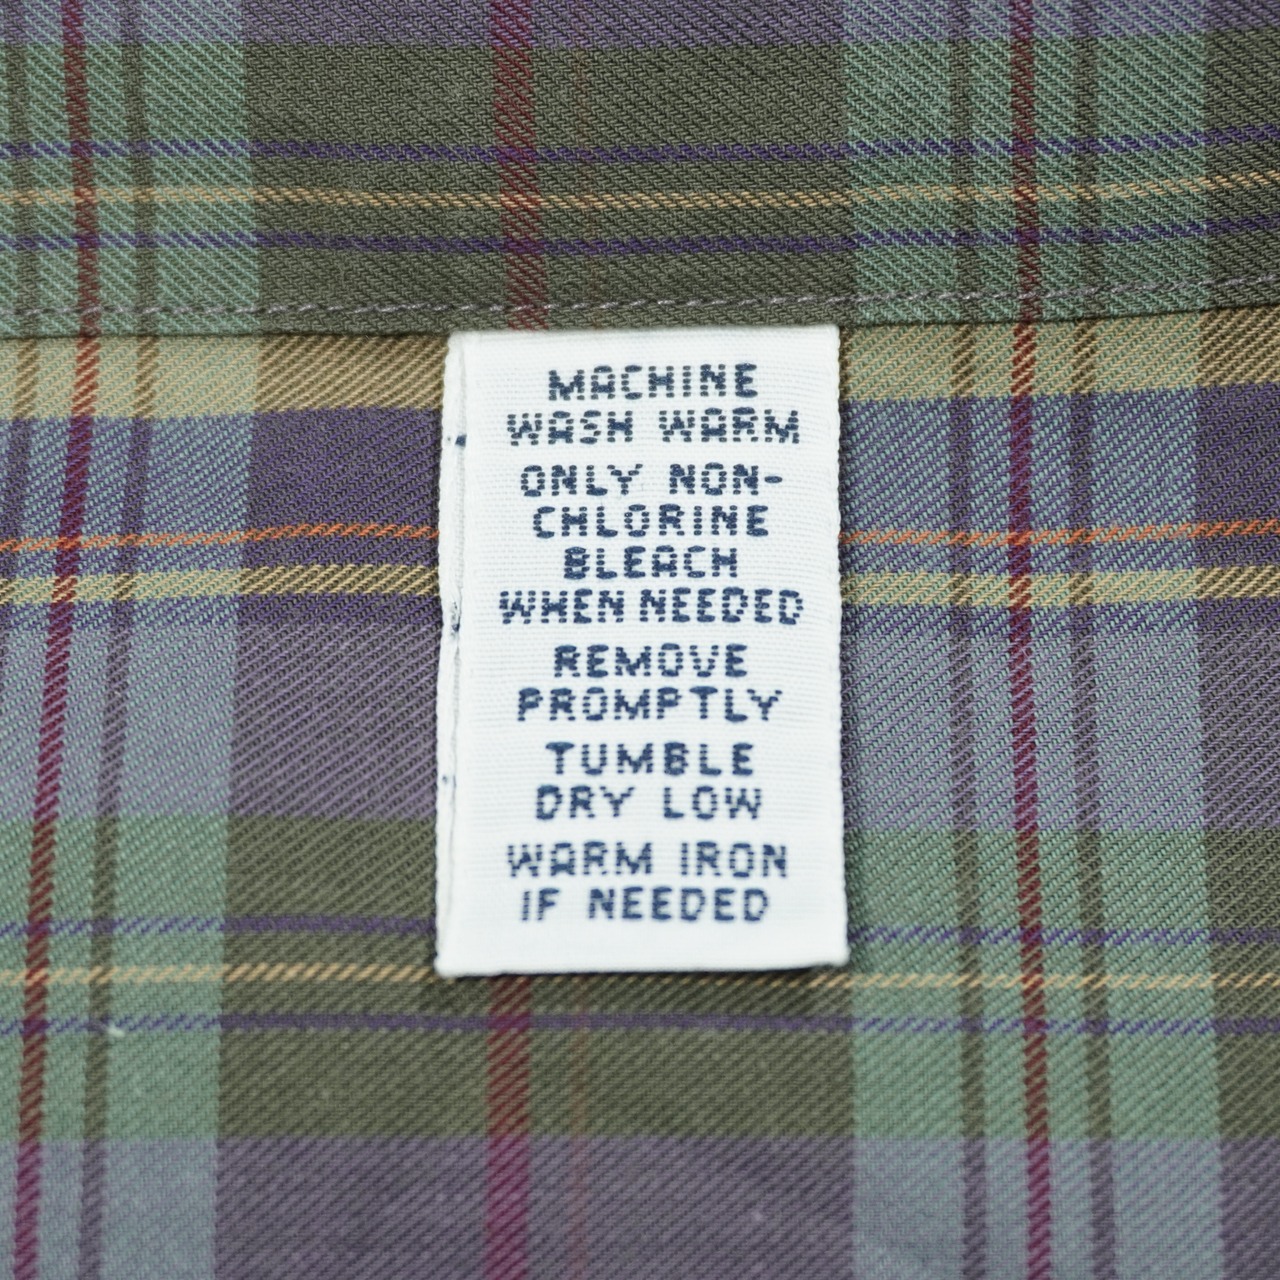 MACHINE
WASH WARM
ONLY NON-
CHLORINE
BLEACH
WHEN NEEDED
REMOVE
PROMPTLY
TUMBLE
DRY LOW
WARM IRON
IF NEEDED